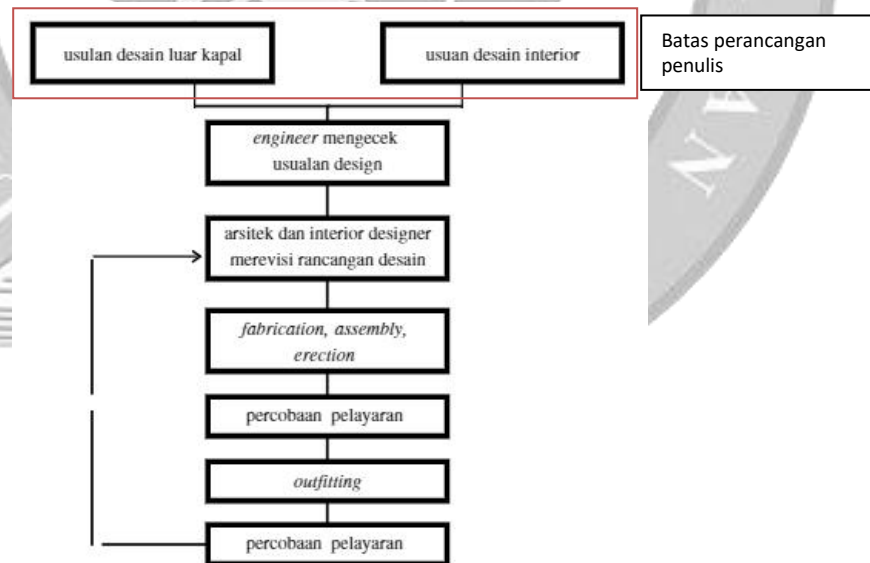 usulan desain luar kapal
usuan desain interior
Batas perancangan
penulis
engineer mengecek
usualan design
arsitek dan interior designer
merevisi rancangan desain
fabrication, assembly,
erection
percobaan pelayaran
outfitting
percobaan pelayaran